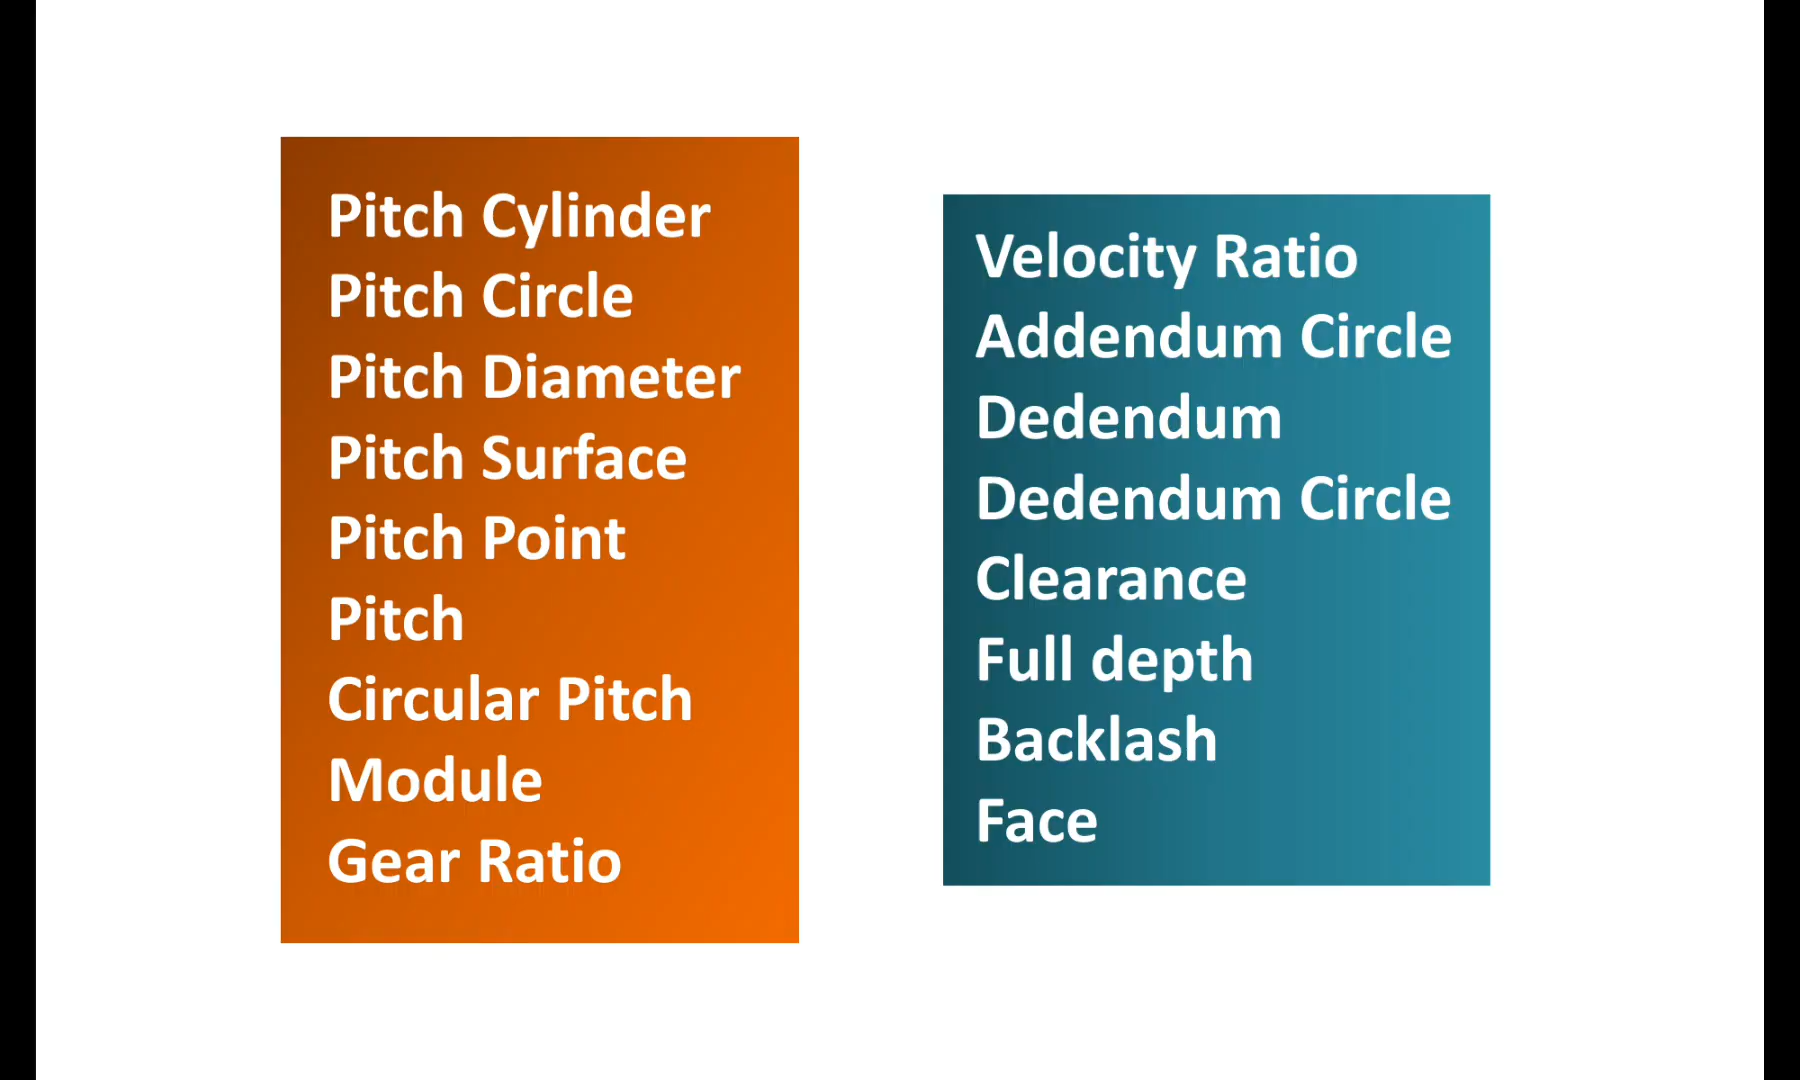 Pitch Cylinder
Pitch Circle
Pitch Diameter
Pitch Surface
Pitch Point
Pitch
Circular Pitch
Module
Gear Ratio
Velocity Ratio
Addendum Circle
Dedendum
Dedendum Circle
Clearance
Full depth
Backlash
Face